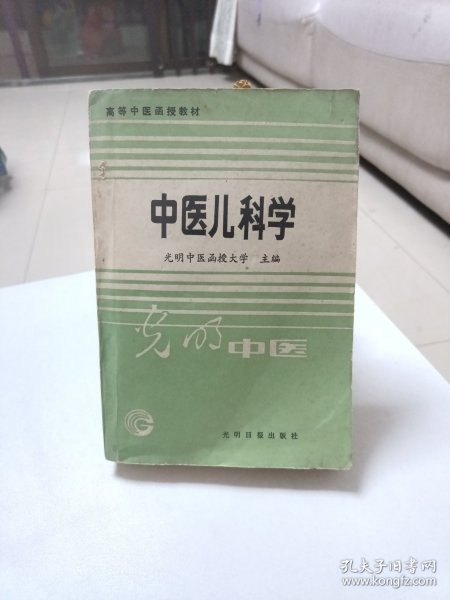 高等中医函授教材
中医儿科学
光明中医函授大学 主编
光明中医
光明日报出版社
孔夫子旧书网
www.kongfz.com